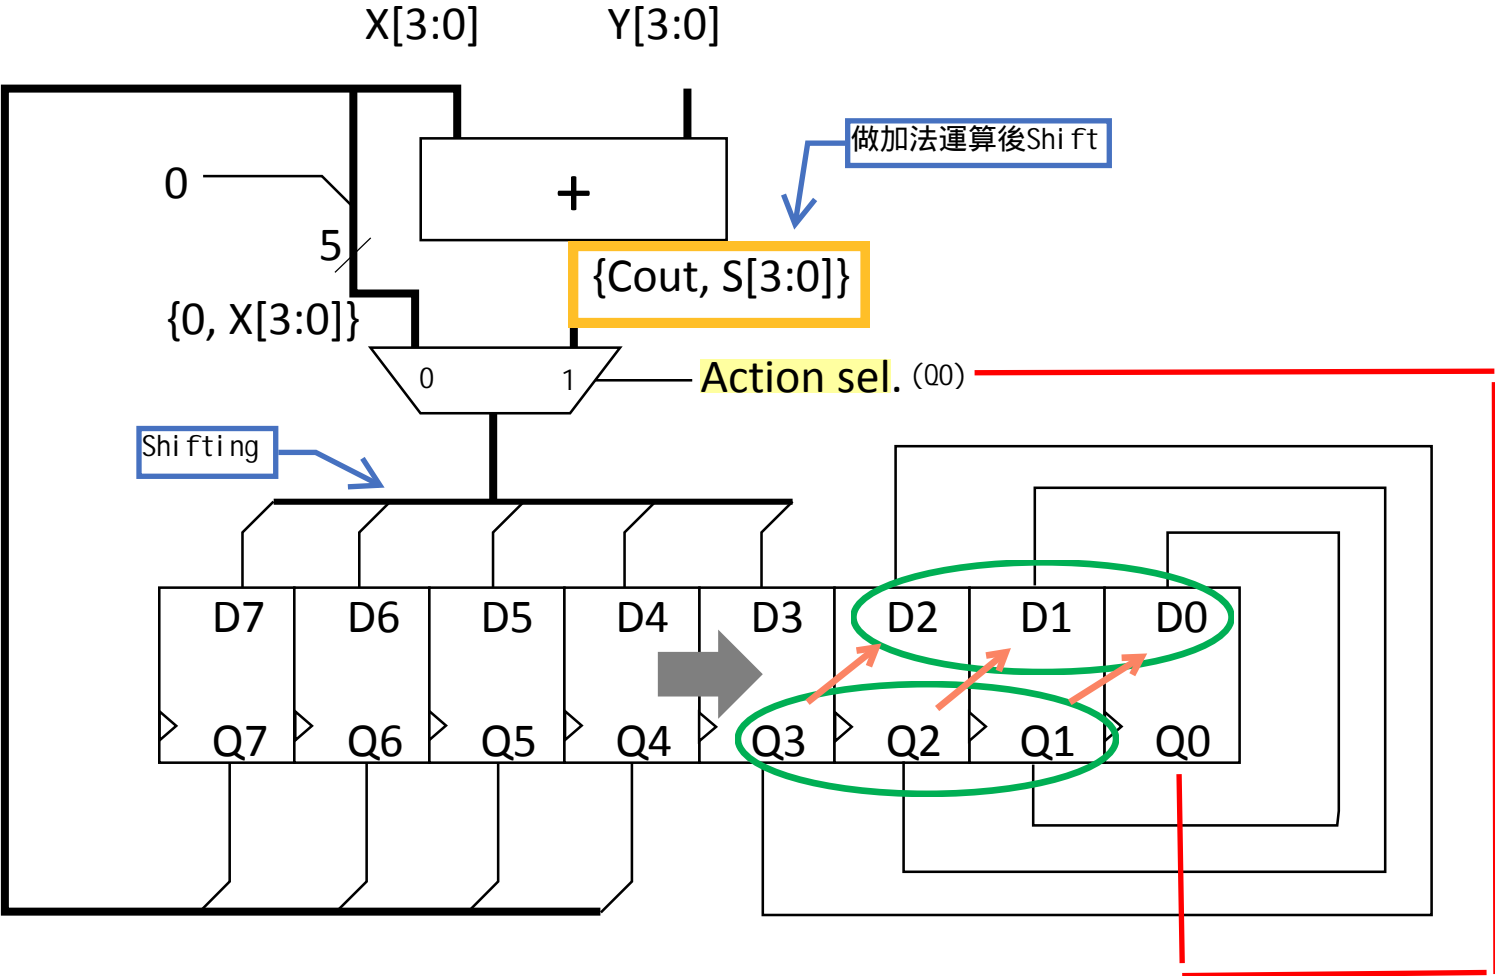 X[3:0] Y[3:0]
做加法運算後Shift
0
+
5
{Cout, S[3:0]}
{0, X[3:0]}
0 1
Action sel. (Q0)
Shifting
D7 D6 D5 D4 D3 D2 D1 D0
Q7 Q6 Q5 Q4 Q3 Q2 Q1 Q0